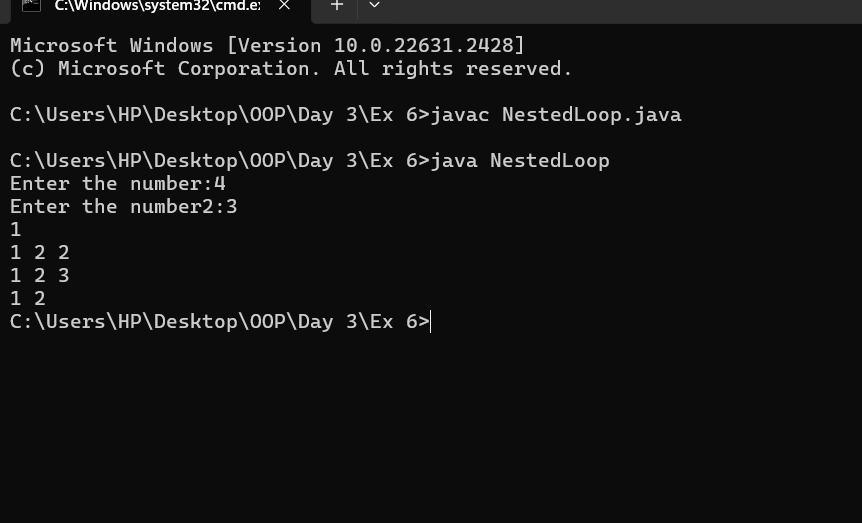 C:\Windows\system32\cmd.e:
Microsoft Windows [Version 10.0.22631.2428]
(c) Microsoft Corporation. All rights reserved.
C:\Users\HP\Desktop\OOP\Day 3\Ex 6>javac NestedLoop.java
C:\Users\HP\Desktop\OOP\Day 3\Ex 6>java NestedLoop
Enter the number:4
Enter the number2:3
1
1 2 2
1 2 3
1 2
C:\Users\HP\Desktop\OOP\Day 3\Ex 6>